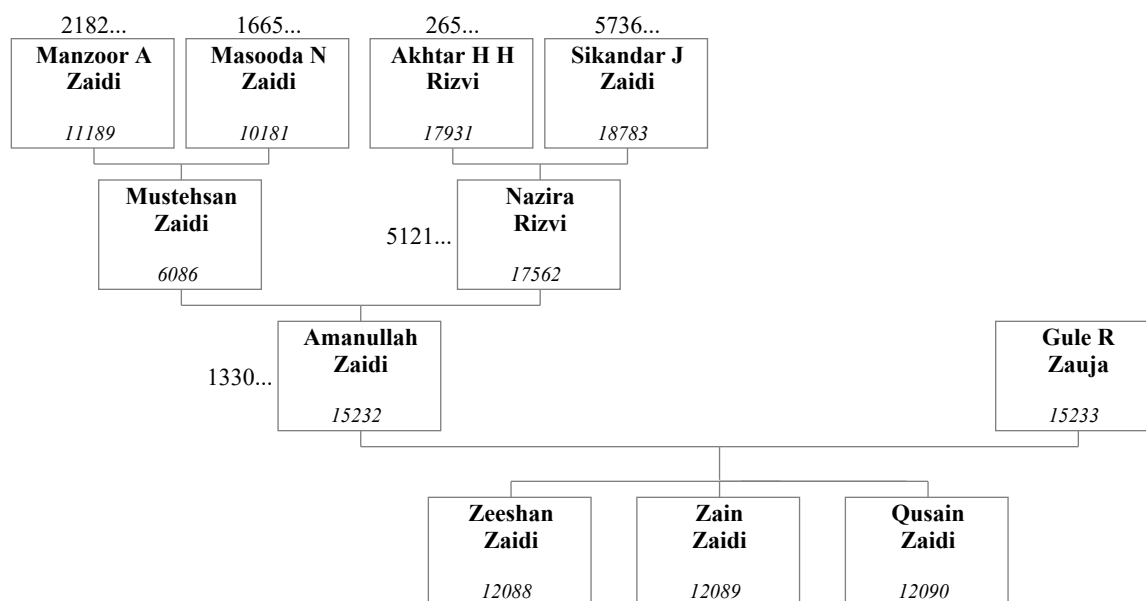 2182... 1665... 265... 5736...
Manzoor A Masooda N Akhtar H H Sikandar J
Zaidi Zaidi Rizvi Zaidi
11189 10181 17931 18783
Mustehsan Nazira
Zaidi Rizvi
5121...
6086 17562
Amanullah Gule R
Zaidi Zauja
1330...
15232 15233
Zeeshan Zain Qusain
Zaidi Zaidi Zaidi
12088 12089 12090